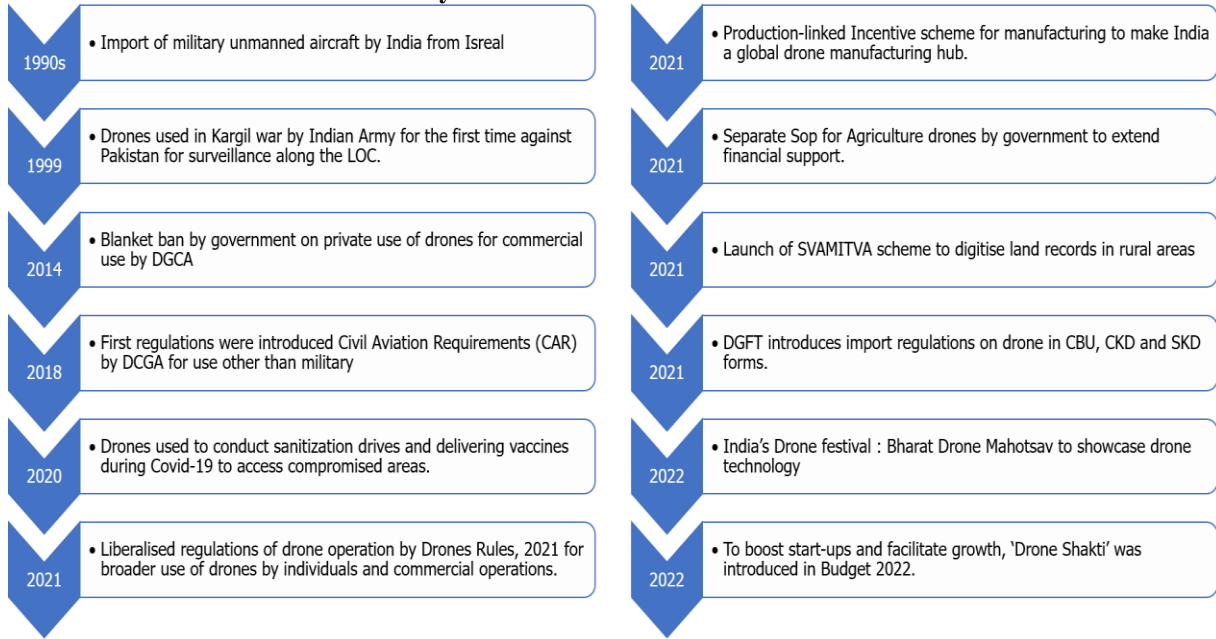 1990s
• Import of military unmanned aircraft by India from Isreal
1999
• Drones used in Kargil war by Indian Army for the first time against
Pakistan for surveillance along the LOC.
2014
• Blanket ban by government on private use of drones for commercial
use by DGCA
2018
• First regulations were introduced Civil Aviation Requirements (CAR)
by DCGA for use other than military
2020
• Drones used to conduct sanitization drives and delivering vaccines
during Covid-19 to access compromised areas.
2021
• Liberalised regulations of drone operation by Drones Rules, 2021 for
broader use of drones by individuals and commercial operations.
2021
• Production-linked Incentive scheme for manufacturing to make India
a global drone manufacturing hub.
2021
• Separate Sop for Agriculture drones by government to extend
financial support.
2021
• Launch of SVAMITVA scheme to digitise land records in rural areas
2021
• DGFT introduces import regulations on drone in CBU, CKD and SKD
forms.
2022
• India’s Drone festival : Bharat Drone Mahotsav to showcase drone
technology
2022
• To boost start-ups and facilitate growth, ‘Drone Shakti’ was
introduced in Budget 2022.